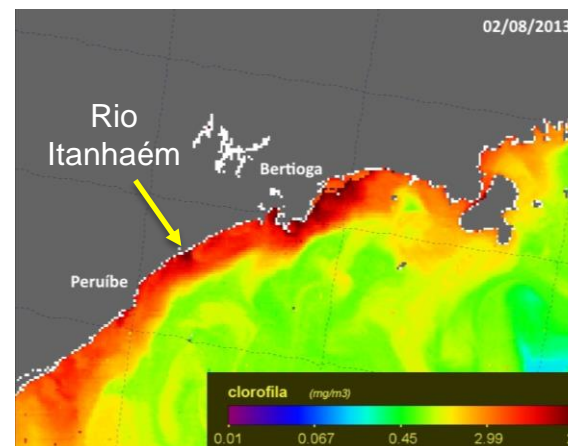 02/08/2013
Rio
Itanhaém
Bertioga
Peruíbe
clorofila (mg/m3)
0.01 0.067 0.45 2.99